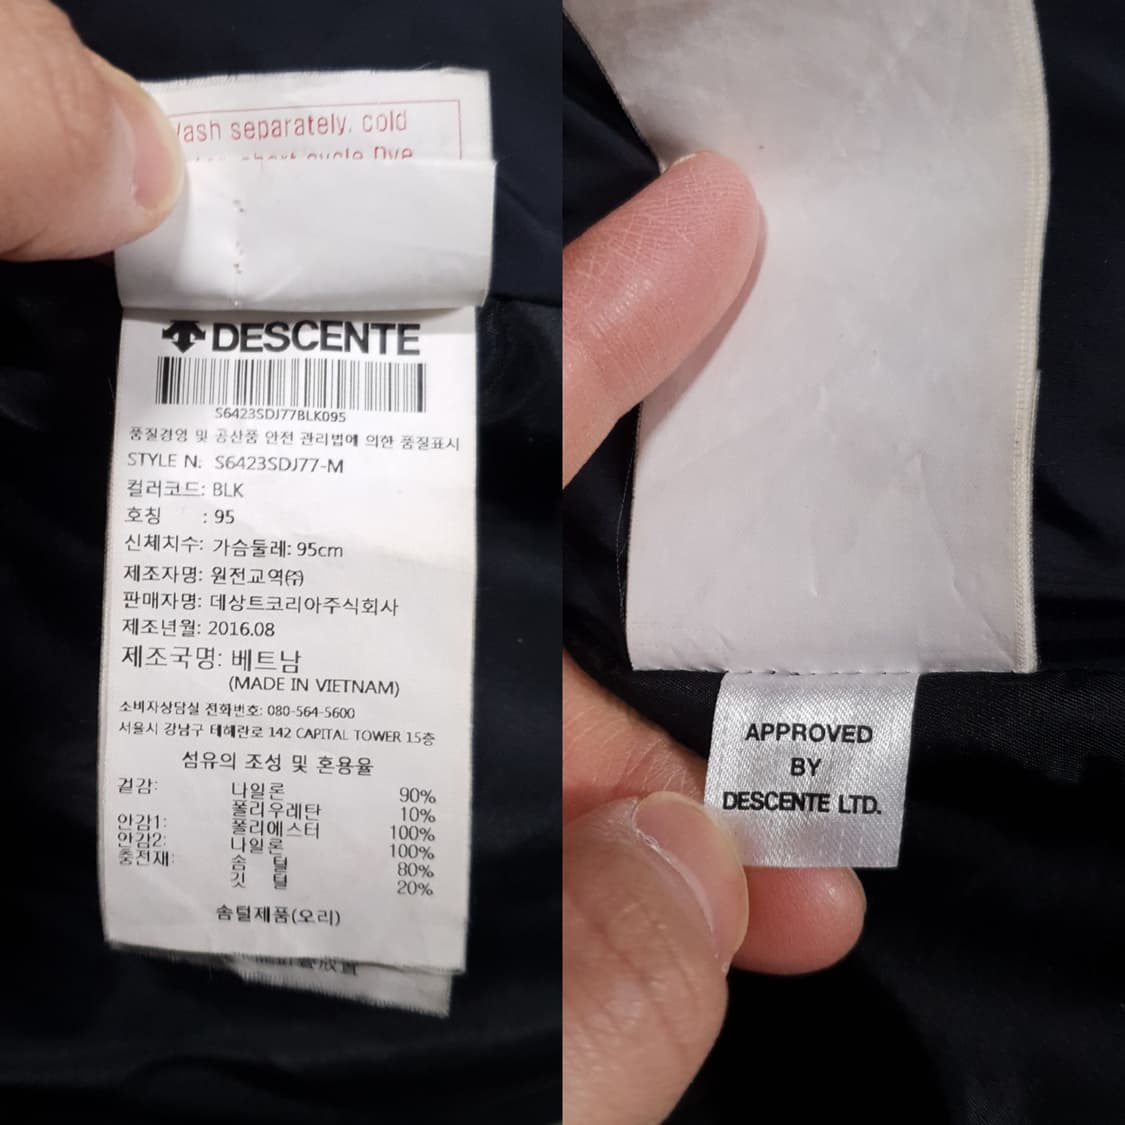 Wash separately, cold
DESCENTE
S6423SDJ77BLK095
품질경영 및 공산품 안전 관리법에 의한 품질표시
STYLE N. S6423SDJ77-M
컬러코드: BLK
호칭 : 95
신체치수: 가슴둘레: 95cm
제조자명: 원전교역㈜
판매자명: 데상트코리아주식회사
제조년월: 2016.08
제조국명: 베트남
(MADE IN VIETNAM)
소비자상담실 전화번호: 080-564-5600
서울시 강남구 테헤란로 142 CAPITAL TOWER 15층
섬유의 조성 및 혼용율
겉감: 나일론 90%
폴리우레탄 10%
안감1: 폴리에스터 100%
안감2: 나일론 100%
충전재: 솜 털 80%
깃 털 20%
솜털제품(오리)
APPROVED
BY
DESCENTE LTD.